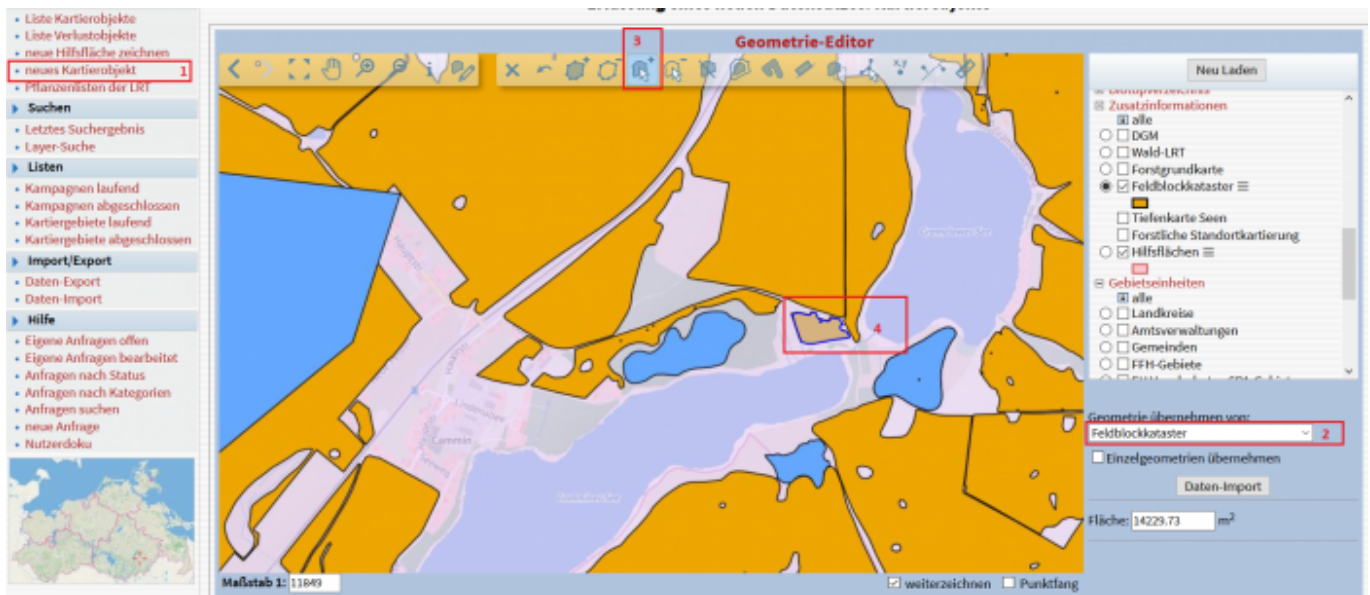 Liste Kartierobjekte
Liste Verlustobjekte
neue Hilfsfläche zeichnen
neues Kartierobjekt 1
Pflanzenlisten der LRT
Suchen
Letztes Suchergebnis
Layer-Suche
Listen
Kampagnen laufend
Kampagnen abgeschlossen
Kartiergebiete laufend
Kartiergebiete abgeschlossen
Import/Export
Daten-Export
Daten-Import
Hilfe
Eigene Anfragen offen
Eigene Anfragen bearbeitet
Anfragen nach Status
Anfragen nach Kategorien
Anfragen suchen
neue Anfrage
Nutzerdoku
3
Geometrie-Editor
4
Cammin
Lindensee
Maßstab 1: 11849
weiterzeichnen
Punktfang
Neu Laden
Zusatzinformationen
alle
DGM
Wald-LRT
Forstgrundkarte
Feldblockkataster
Tiefenkarte Seen
Forstliche Standortkartierung
Hilfsflächen
Gebietseinheiten
alle
Landkreise
Amtsverwaltungen
Gemeinden
FFH-Gebiete
Geometrie übernehmen von:
Feldblockkataster 2
Einzelgeometrien übernehmen
Daten-Import
Fläche: 14229.73 m²